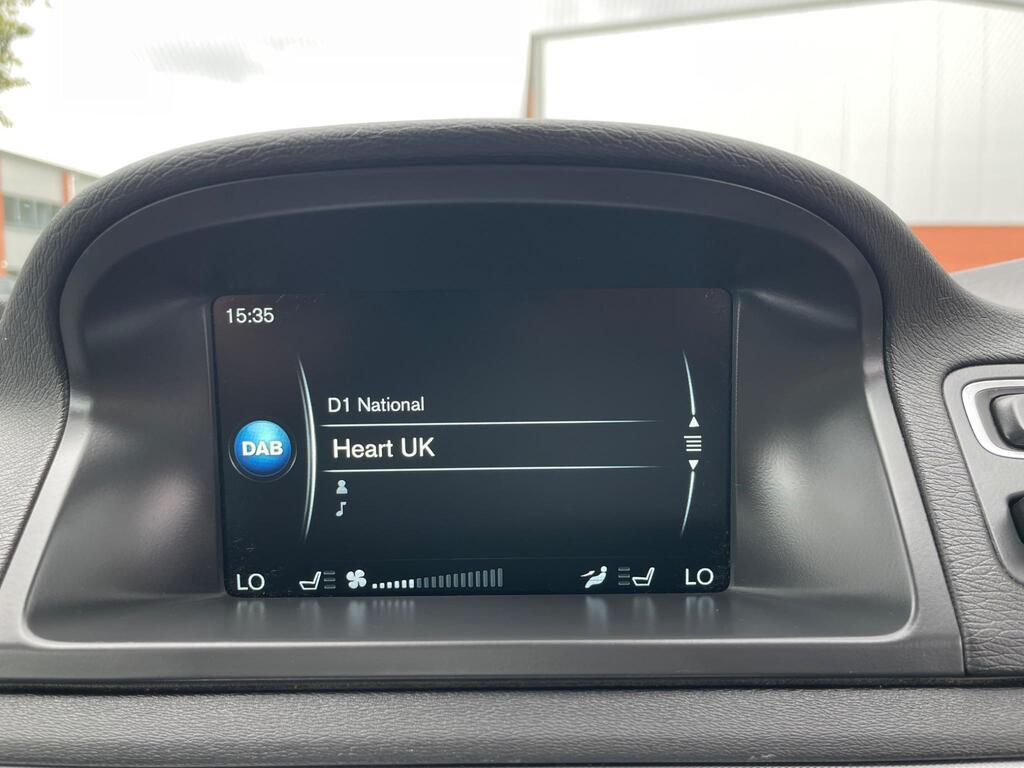 15:35
D1 National
DAB
Heart UK
LO
LO